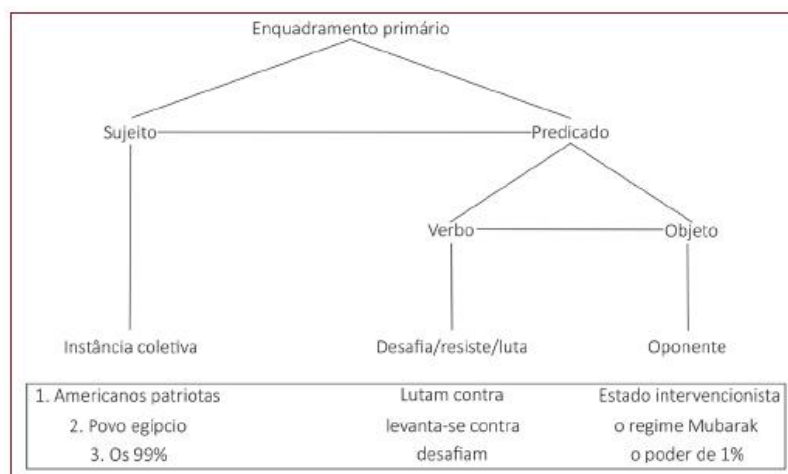 Enquadramento primário
Sujeito Predicado
Verbo Objeto
Instância coletiva Desafia/resiste/luta Oponente
1. Americanos patriotas Lutam contra Estado intervencionista
2. Povo egípcio levanta-se contra o regime Mubarak
3. Os 99% desafiam o poder de 1%